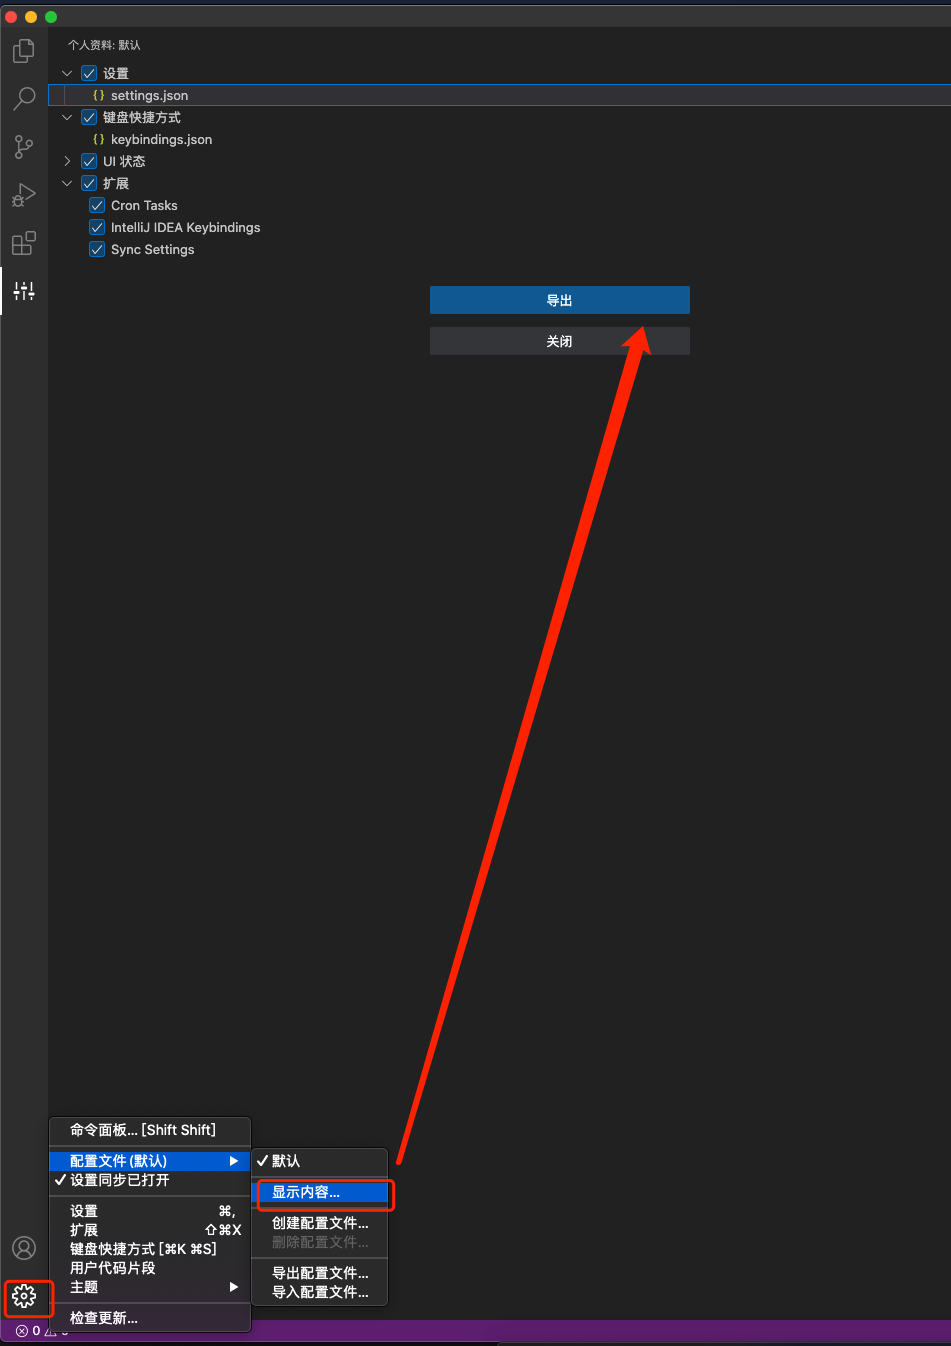 个人资料: 默认
设置
settings.json
键盘快捷方式
keybindings.json
UI 状态
扩展
Cron Tasks
IntelliJ IDEA Keybindings
Sync Settings
导出
关闭
命令面板... [Shift Shift]
配置文件 (默认)
设置同步已打开
设置 ⌘,
扩展 ⇧⌘X
键盘快捷方式 [⌘K ⌘S]
用户代码片段
主题
检查更新...
默认
显示内容...
创建配置文件...
删除配置文件...
导出配置文件...
导入配置文件...
0